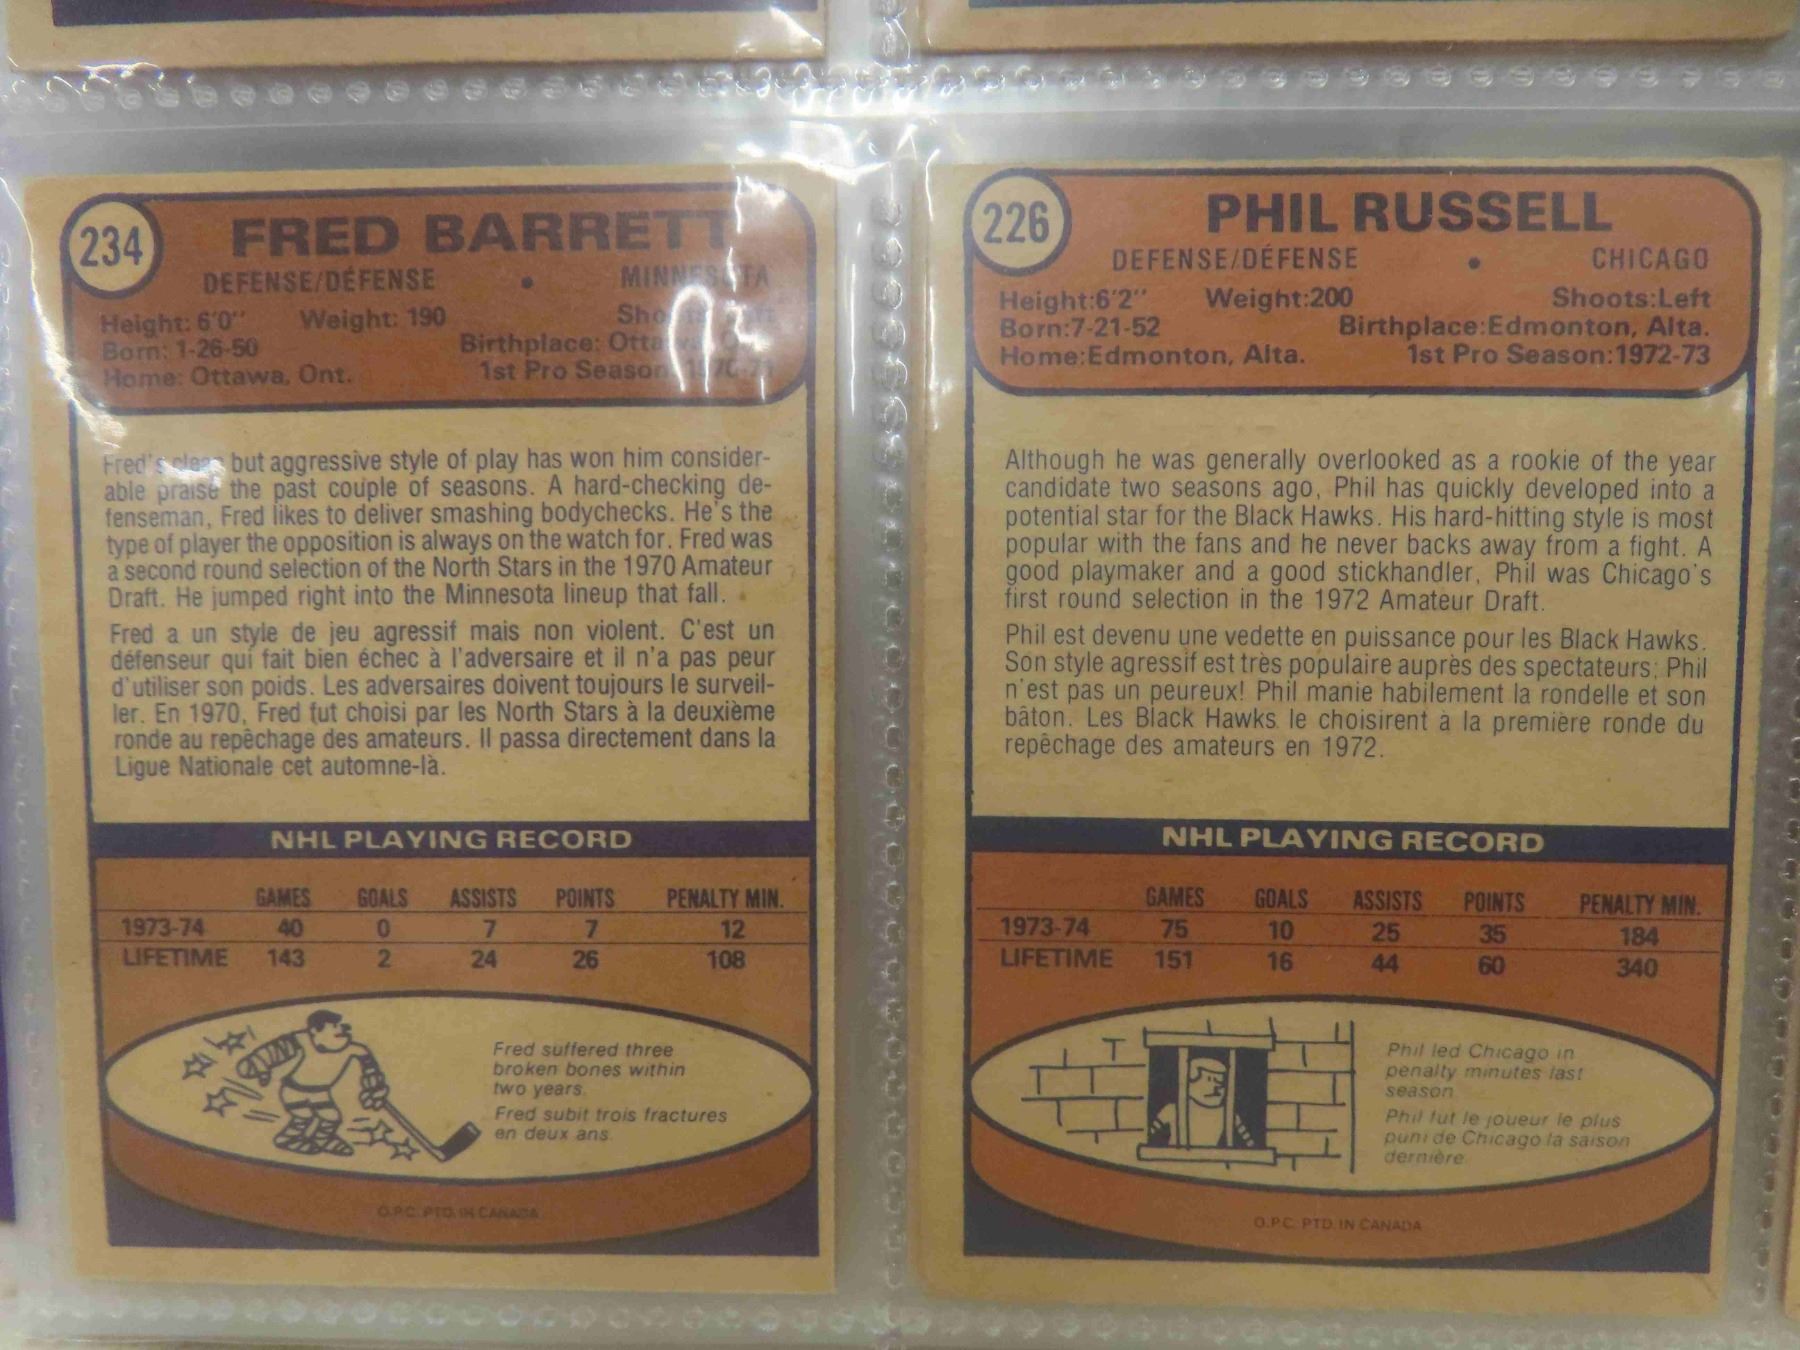 234
FRED BARRETT
DEFENSE/DÉFENSE • MINNESOTA
Height: 6'0" Weight: 190
Born: 1-26-50 Birthplace:
Home: Ottawa, Ont. 1st Pro Season: 1970-71
Fred's clean but aggressive style of play has won him consider-
able praise the past couple of seasons. A hard-checking de-
fenseman, Fred likes to deliver smashing bodychecks. He's the
type of player the opposition is always on the watch for. Fred was
a second round selection of the North Stars in the 1970 Amateur
Draft. He jumped right into the Minnesota lineup that fall.
Fred a un style de jeu agressif mais non violent. C'est un
défenseur qui fait bien échec à l'adversaire et il n'a pas peur
d'utiliser son poids. Les adversaires doivent toujours le surveil-
ler. En 1970, Fred fut choisi par les North Stars à la deuxième
ronde au repêchage des amateurs. Il passa directement dans la
Ligue Nationale cet automne-là.
NHL PLAYING RECORD
GAMES GOALS ASSISTS POINTS PENALTY MIN.
1973-74 40 0 7 7 12
LIFETIME 143 2 24 26 108
Fred suffered three
broken bones within
two years.
Fred subit trois fractures
en deux ans.
O.P.C. PTD. IN CANADA
226
PHIL RUSSELL
DEFENSE/DÉFENSE • CHICAGO
Height:6'2" Weight:200 Shoots:Left
Born:7-21-52 Birthplace:Edmonton, Alta.
Home:Edmonton, Alta. 1st Pro Season:1972-73
Although he was generally overlooked as a rookie of the year
candidate two seasons ago, Phil has quickly developed into a
potential star for the Black Hawks. His hard-hitting style is most
popular with the fans and he never backs away from a fight. A
good playmaker and a good stickhandler, Phil was Chicago's
first round selection in the 1972 Amateur Draft.
Phil est devenu une vedette en puissance pour les Black Hawks.
Son style agressif est très populaire auprès des spectateurs; Phil
n'est pas un peureux! Phil manie habilement la rondelle et son
bâton. Les Black Hawks le choisirent à la première ronde du
repêchage des amateurs en 1972.
NHL PLAYING RECORD
GAMES GOALS ASSISTS POINTS PENALTY MIN.
1973-74 75 10 25 35 184
LIFETIME 151 16 44 60 340
Phil led Chicago in
penalty minutes last
season.
Phil fut le joueur le plus
puni de Chicago la saison
dernière.
O.P.C. PTD. IN CANADA